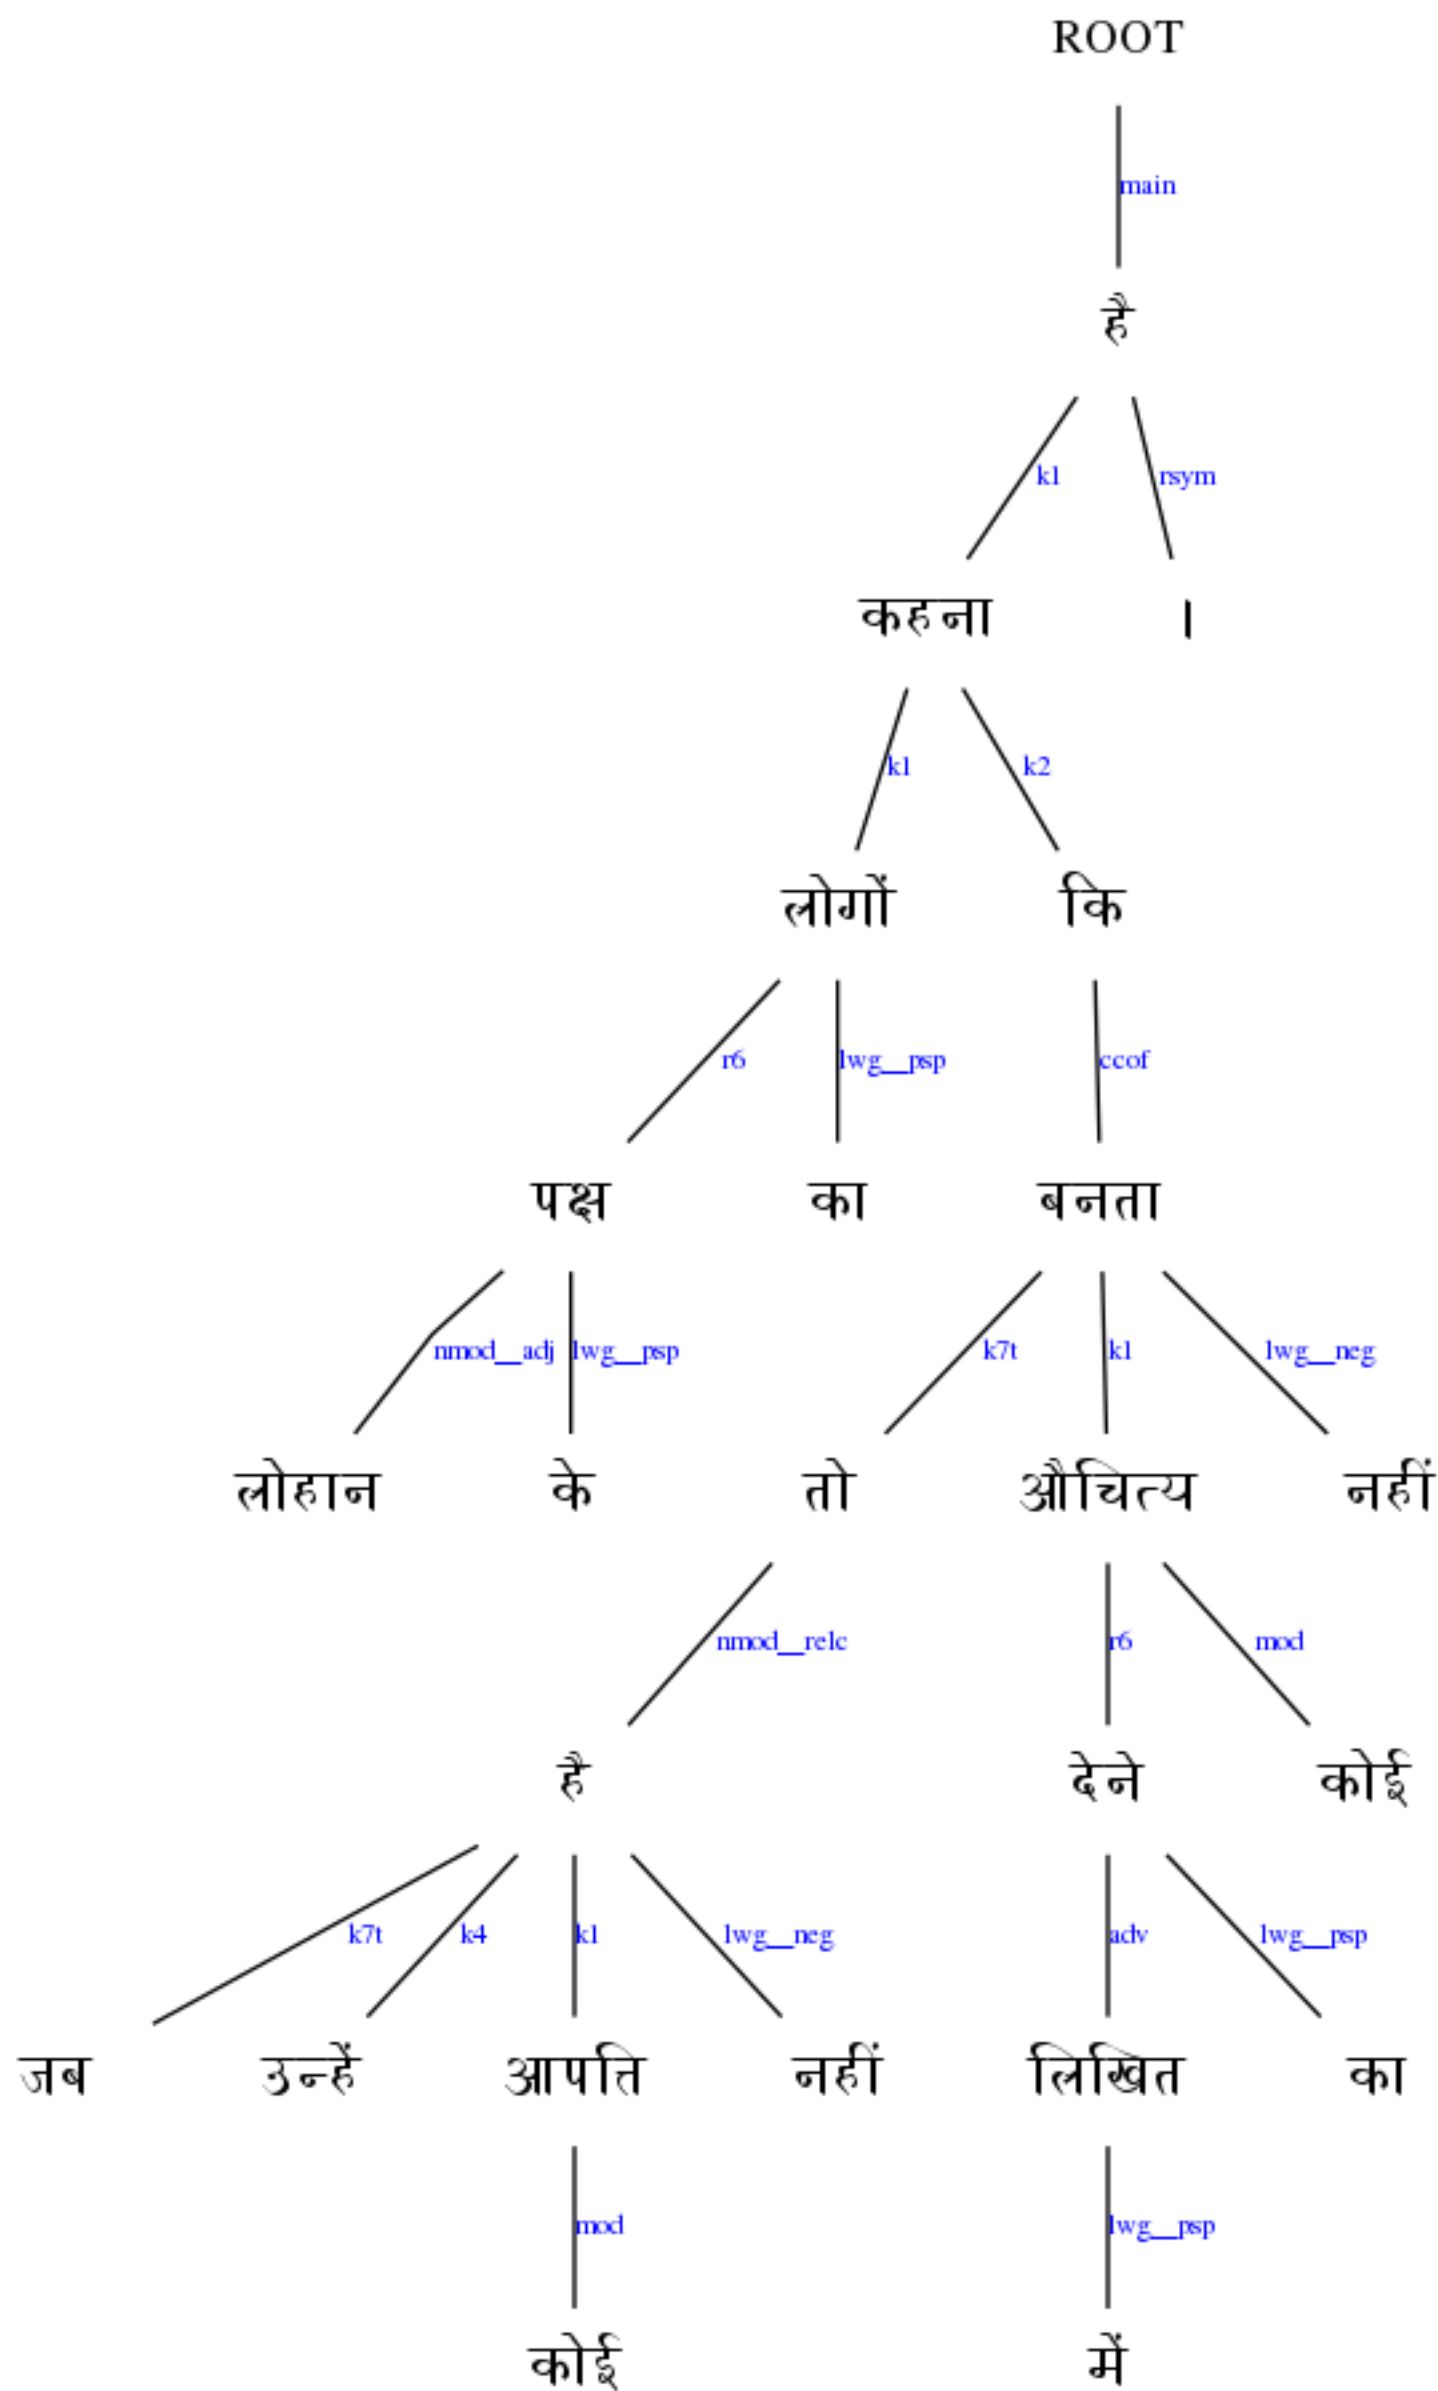 ROOT
main
है
k1 rsym
कहना ।
k1 k2
लोगों कि
r6 lwg__psp ccof
पक्ष का बनता
nmod__adj lwg__psp k7t k1 lwg__neg
लोहान के तो औचित्य नहीं
nmod__relc r6 mod
है देने कोई
k7t k4 k1 lwg__neg adv lwg__psp
जब उन्हें आपत्ति नहीं लिखित का
mod lwg__psp
कोई में